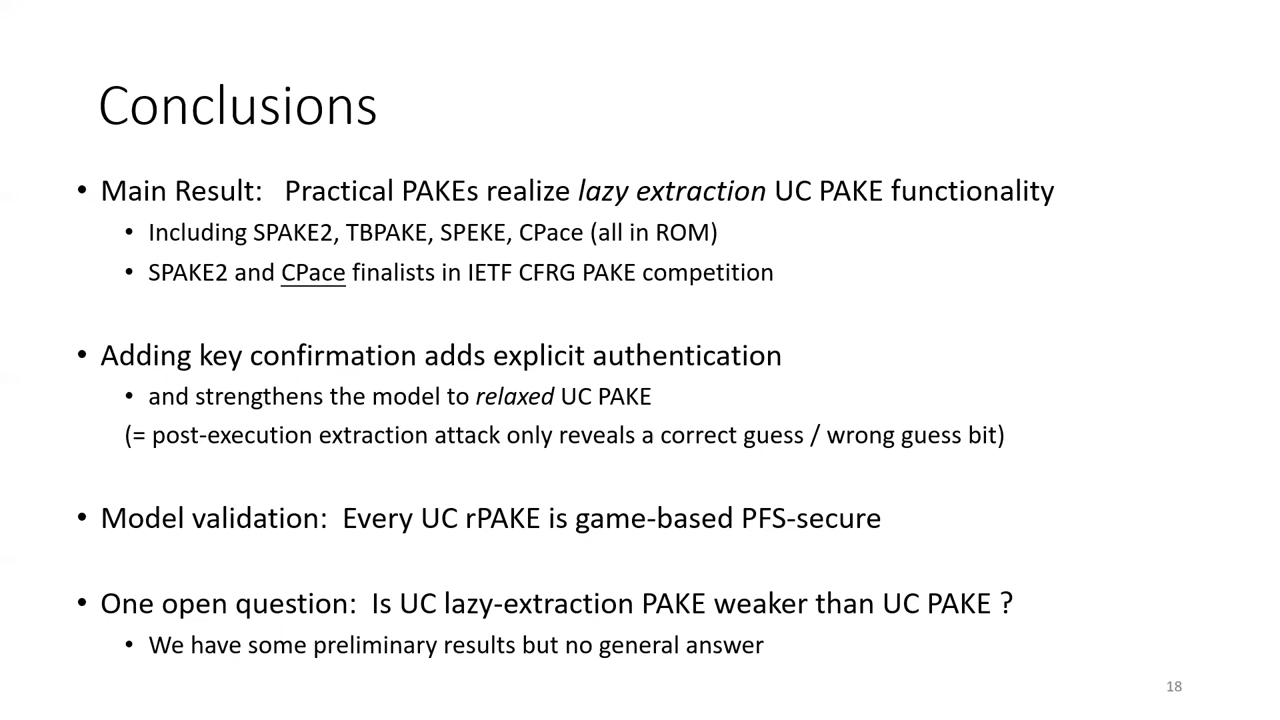 Conclusions
• Main Result: Practical PAKEs realize lazy extraction UC PAKE functionality
• Including SPAKE2, TBPAKE, SPEKE, CPace (all in ROM)
• SPAKE2 and CPace finalists in IETF CFRG PAKE competition
• Adding key confirmation adds explicit authentication
• and strengthens the model to relaxed UC PAKE
(= post-execution extraction attack only reveals a correct guess / wrong guess bit)
• Model validation: Every UC rPAKE is game-based PFS-secure
• One open question: Is UC lazy-extraction PAKE weaker than UC PAKE ?
• We have some preliminary results but no general answer
18